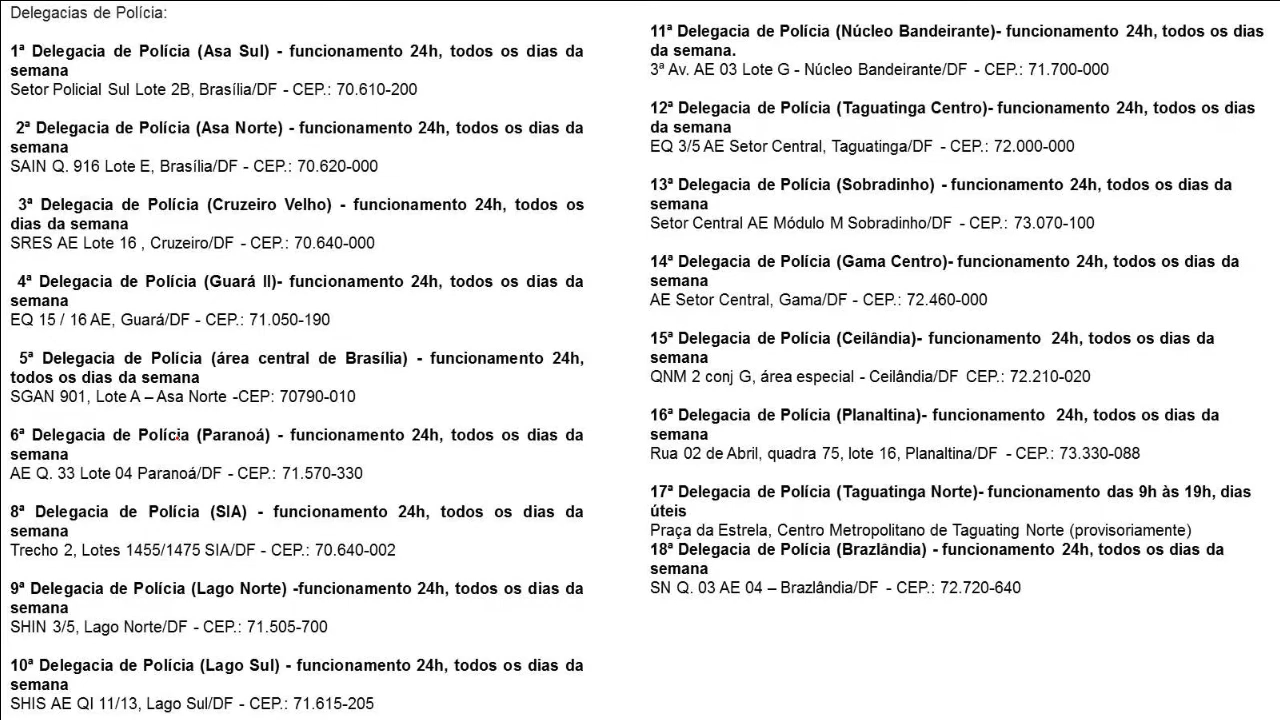 Delegacias de Polícia:
1ª Delegacia de Polícia (Asa Sul) - funcionamento 24h, todos os dias da
semana
Setor Policial Sul Lote 2B, Brasília/DF - CEP.: 70.610-200
2ª Delegacia de Polícia (Asa Norte) - funcionamento 24h, todos os dias da
semana
SAIN Q. 916 Lote E, Brasília/DF - CEP.: 70.620-000
3ª Delegacia de Polícia (Cruzeiro Velho) - funcionamento 24h, todos os
dias da semana
SRES AE Lote 16 , Cruzeiro/DF - CEP.: 70.640-000
4ª Delegacia de Polícia (Guará II)- funcionamento 24h, todos os dias da
semana
EQ 15 / 16 AE, Guará/DF - CEP.: 71.050-190
5ª Delegacia de Polícia (área central de Brasília) - funcionamento 24h,
todos os dias da semana
SGAN 901, Lote A – Asa Norte -CEP: 70790-010
6ª Delegacia de Polícia (Paranoá) - funcionamento 24h, todos os dias da
semana
AE Q. 33 Lote 04 Paranoá/DF - CEP.: 71.570-330
8ª Delegacia de Polícia (SIA) - funcionamento 24h, todos os dias da
semana
Trecho 2, Lotes 1455/1475 SIA/DF - CEP.: 70.640-002
9ª Delegacia de Polícia (Lago Norte) -funcionamento 24h, todos os dias da
semana
SHIN 3/5, Lago Norte/DF - CEP.: 71.505-700
10ª Delegacia de Polícia (Lago Sul) - funcionamento 24h, todos os dias da
semana
SHIS AE QI 11/13, Lago Sul/DF - CEP.: 71.615-205
11ª Delegacia de Polícia (Núcleo Bandeirante)- funcionamento 24h, todos os dias
da semana.
3ª Av. AE 03 Lote G - Núcleo Bandeirante/DF - CEP.: 71.700-000
12ª Delegacia de Polícia (Taguatinga Centro)- funcionamento 24h, todos os dias
da semana
EQ 3/5 AE Setor Central, Taguatinga/DF - CEP.: 72.000-000
13ª Delegacia de Polícia (Sobradinho) - funcionamento 24h, todos os dias da
semana
Setor Central AE Módulo M Sobradinho/DF - CEP.: 73.070-100
14ª Delegacia de Polícia (Gama Centro)- funcionamento 24h, todos os dias da
semana
AE Setor Central, Gama/DF - CEP.: 72.460-000
15ª Delegacia de Polícia (Ceilândia)- funcionamento 24h, todos os dias da
semana
QNM 2 conj G, área especial - Ceilândia/DF CEP.: 72.210-020
16ª Delegacia de Polícia (Planaltina)- funcionamento 24h, todos os dias da
semana
Rua 02 de Abril, quadra 75, lote 16, Planaltina/DF - CEP.: 73.330-088
17ª Delegacia de Polícia (Taguatinga Norte)- funcionamento das 9h às 19h, dias
úteis
Praça da Estrela, Centro Metropolitano de Taguating Norte (provisoriamente)
18ª Delegacia de Polícia (Brazlândia) - funcionamento 24h, todos os dias da
semana
SN Q. 03 AE 04 – Brazlândia/DF - CEP.: 72.720-640